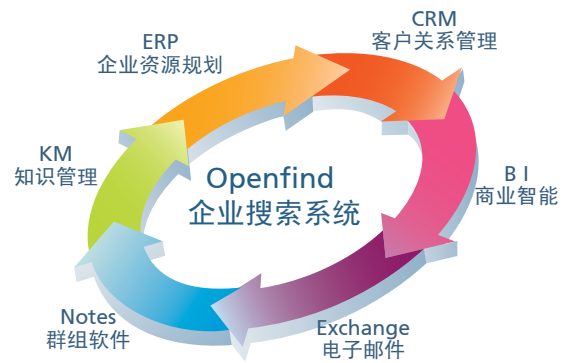 CRM
客户关系管理
ERP
企业资源规划
KM
知识管理
Openfind
企业搜索系统
B I
商业智能
Notes
群组软件
Exchange
电子邮件